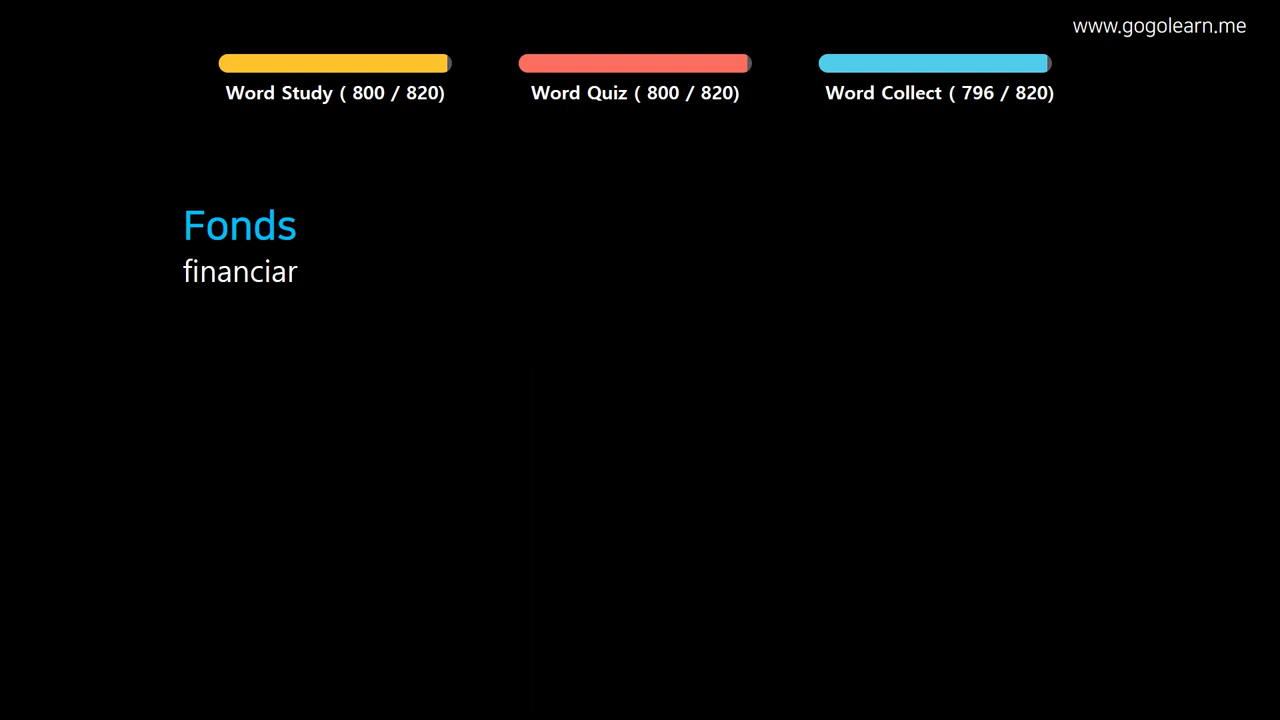 www.gogolearn.me
Word Study ( 800 / 820)
Word Quiz ( 800 / 820)
Word Collect ( 796 / 820)
Fonds
financiar